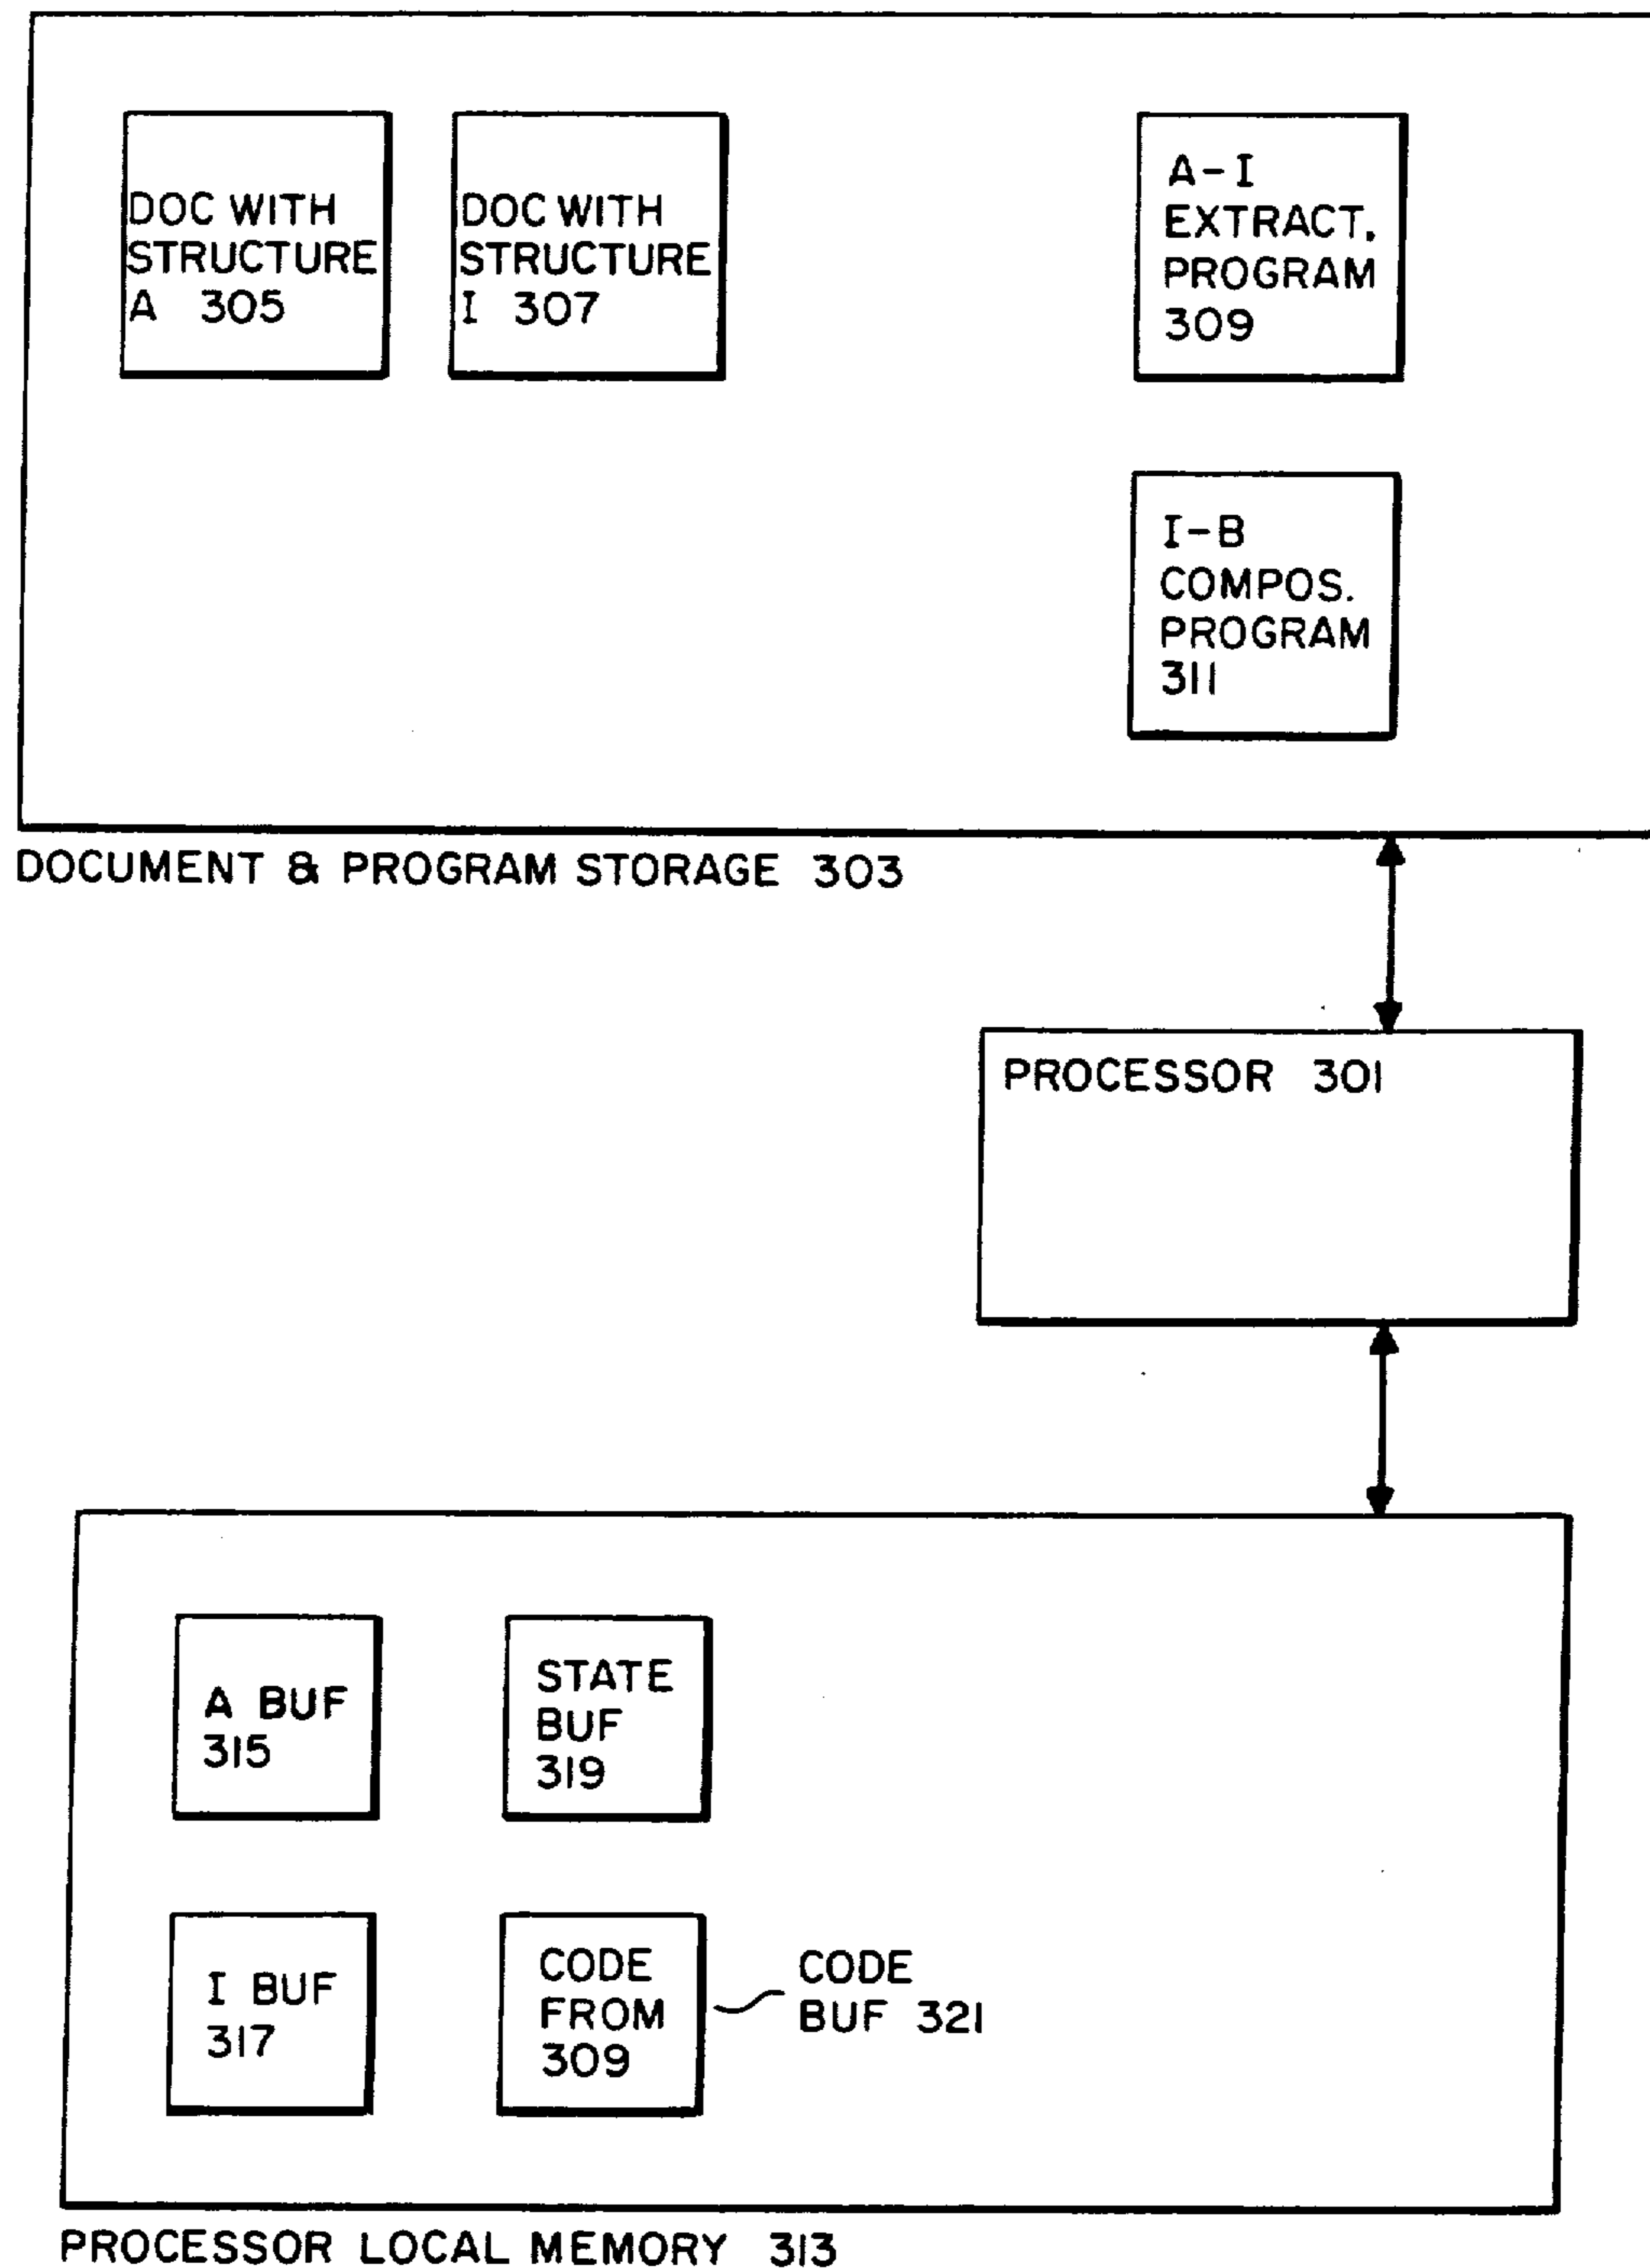 DOC WITH
STRUCTURE
A 305
DOC WITH
STRUCTURE
I 307
A-I
EXTRACT.
PROGRAM
309
I-B
COMPOS.
PROGRAM
311
DOCUMENT & PROGRAM STORAGE 303
PROCESSOR 301
A BUF
315
STATE
BUF
319
I BUF
317
CODE
FROM
309
CODE
BUF 321
PROCESSOR LOCAL MEMORY 313